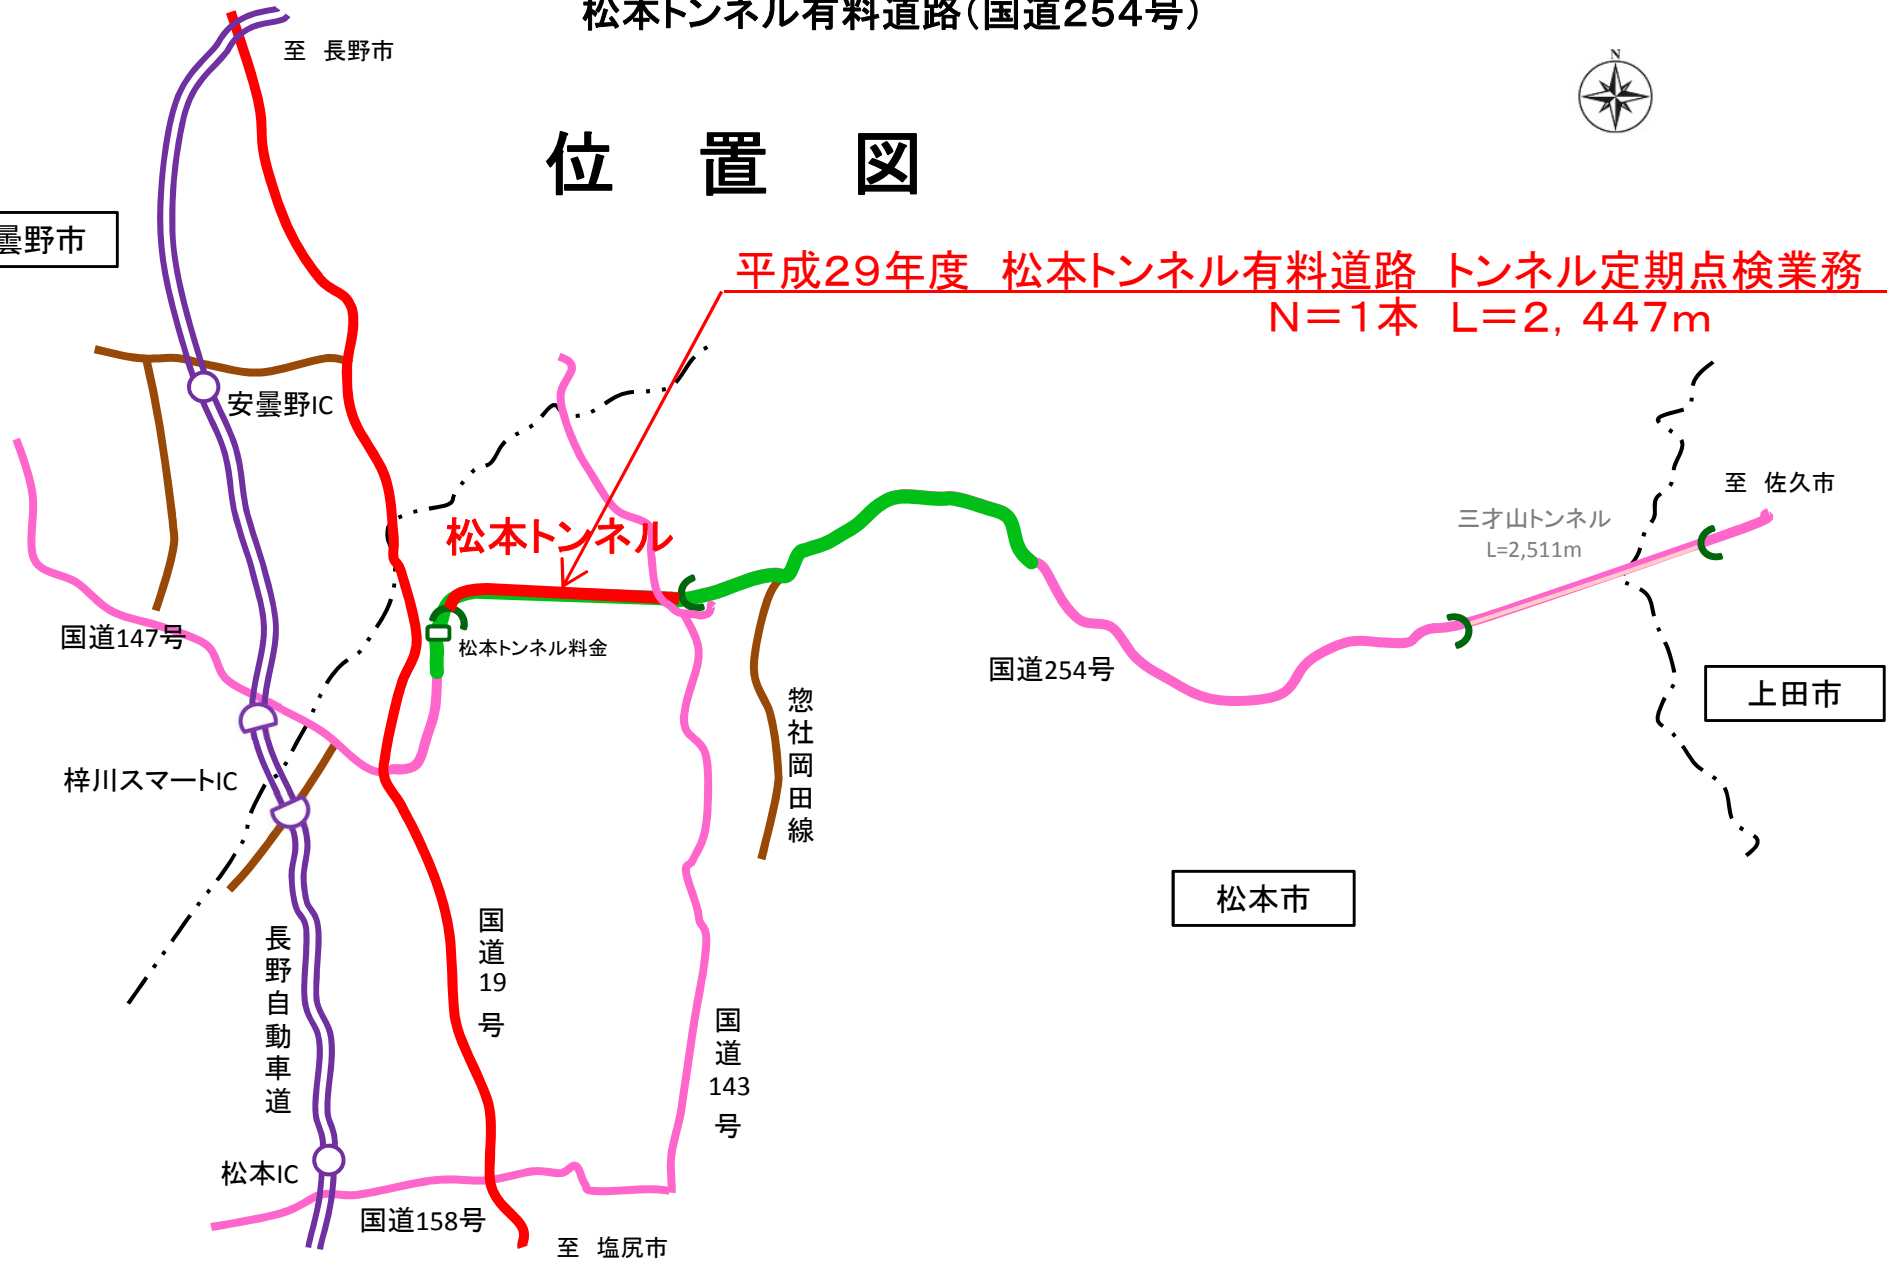 松本トンネル有料道路（国道254号）
至　長野市
N
位　置　図
曇野市
平成２９年度　松本トンネル有料道路　トンネル定期点検業務
Ｎ＝１本　Ｌ＝２，４４７ｍ
安曇野IC
至　佐久市
三才山トンネル
L=2,511m
松本トンネル
国道147号
松本トンネル料金
国道254号
上田市
惣社岡田線
梓川スマートIC
松本市
国道19号
長野自動車道
国道143号
松本IC
国道158号
至　塩尻市